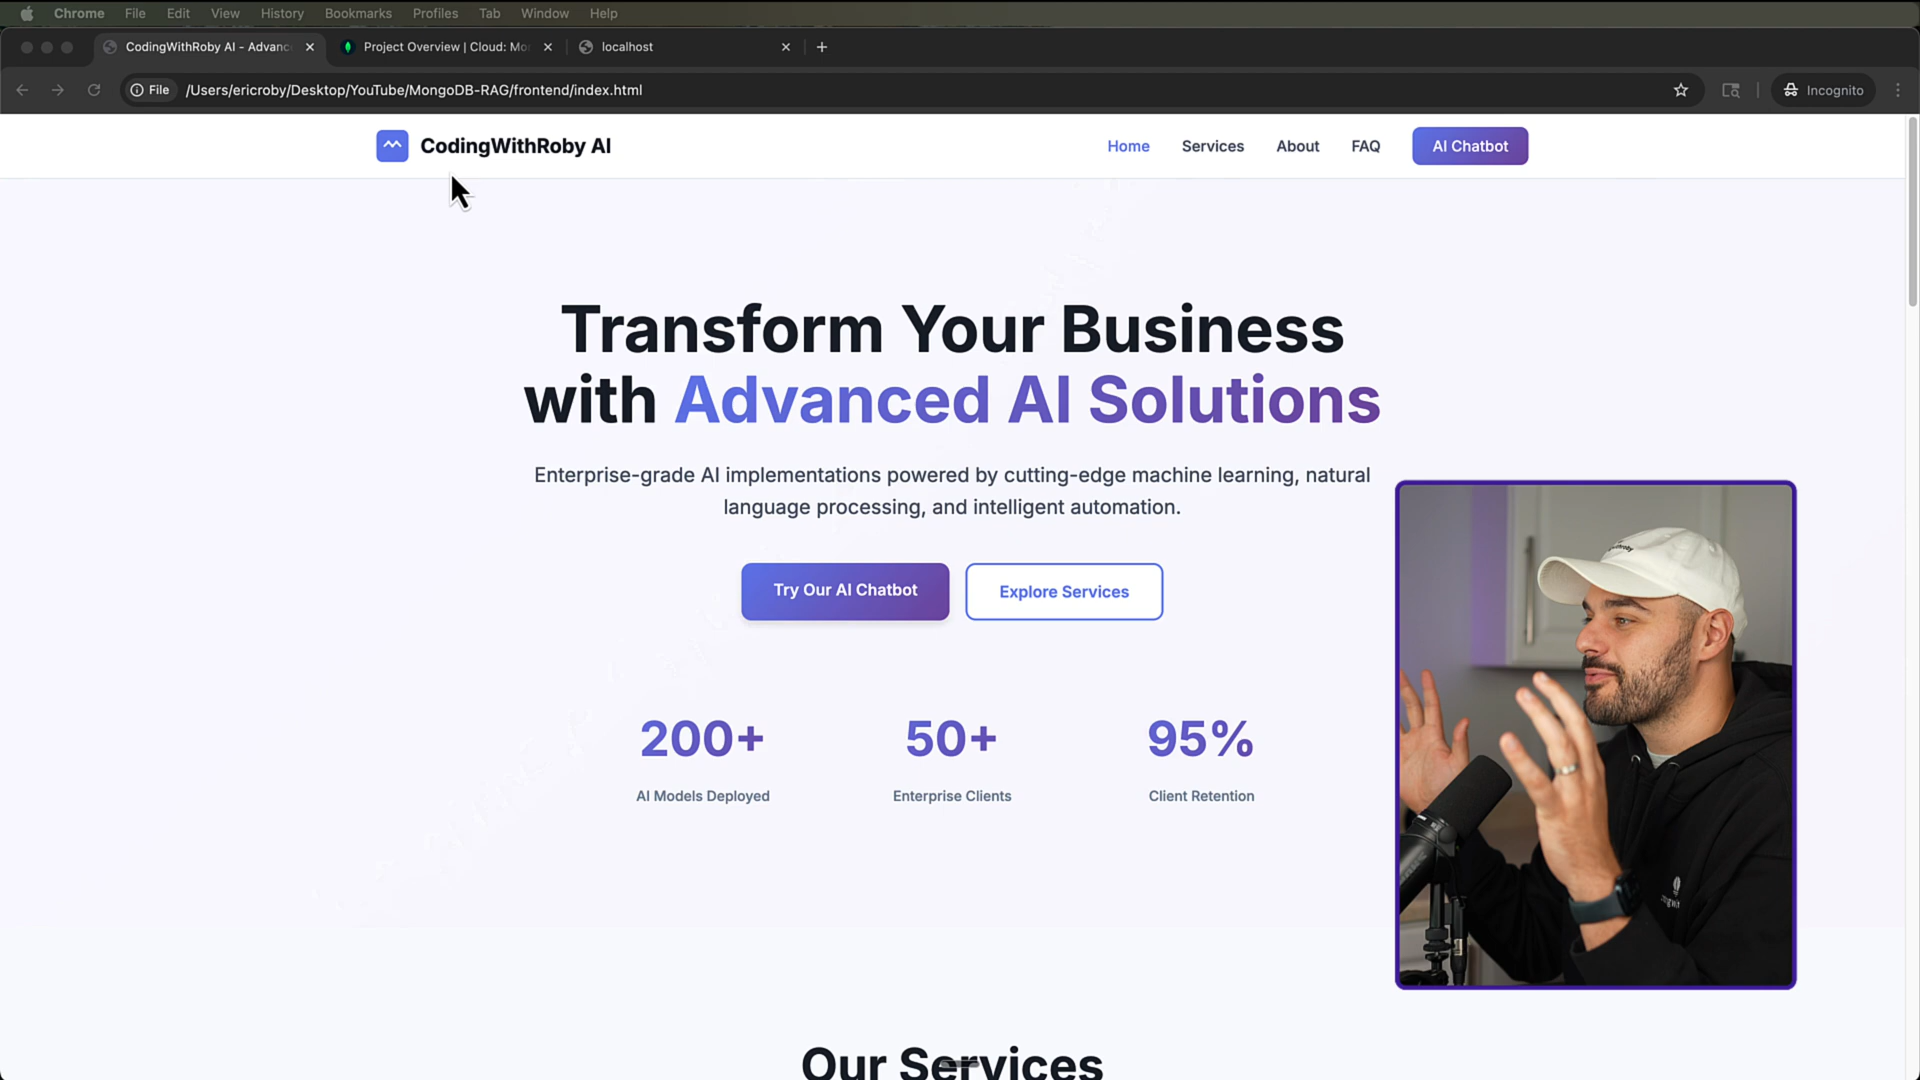 Chrome File Edit View History Bookmarks Profiles Tab Window Help
CodingWithRoby AI - Advanc
Project Overview | Cloud: Mo
localhost
File /Users/ericroby/Desktop/YouTube/MongoDB-RAG/frontend/index.html
Incognito
CodingWithRoby AI
Home Services About FAQ AI Chatbot
Transform Your Business
with Advanced AI Solutions
Enterprise-grade AI implementations powered by cutting-edge machine learning, natural
language processing, and intelligent automation.
Try Our AI Chatbot
Explore Services
200+ 50+ 95%
AI Models Deployed Enterprise Clients Client Retention
Our Services